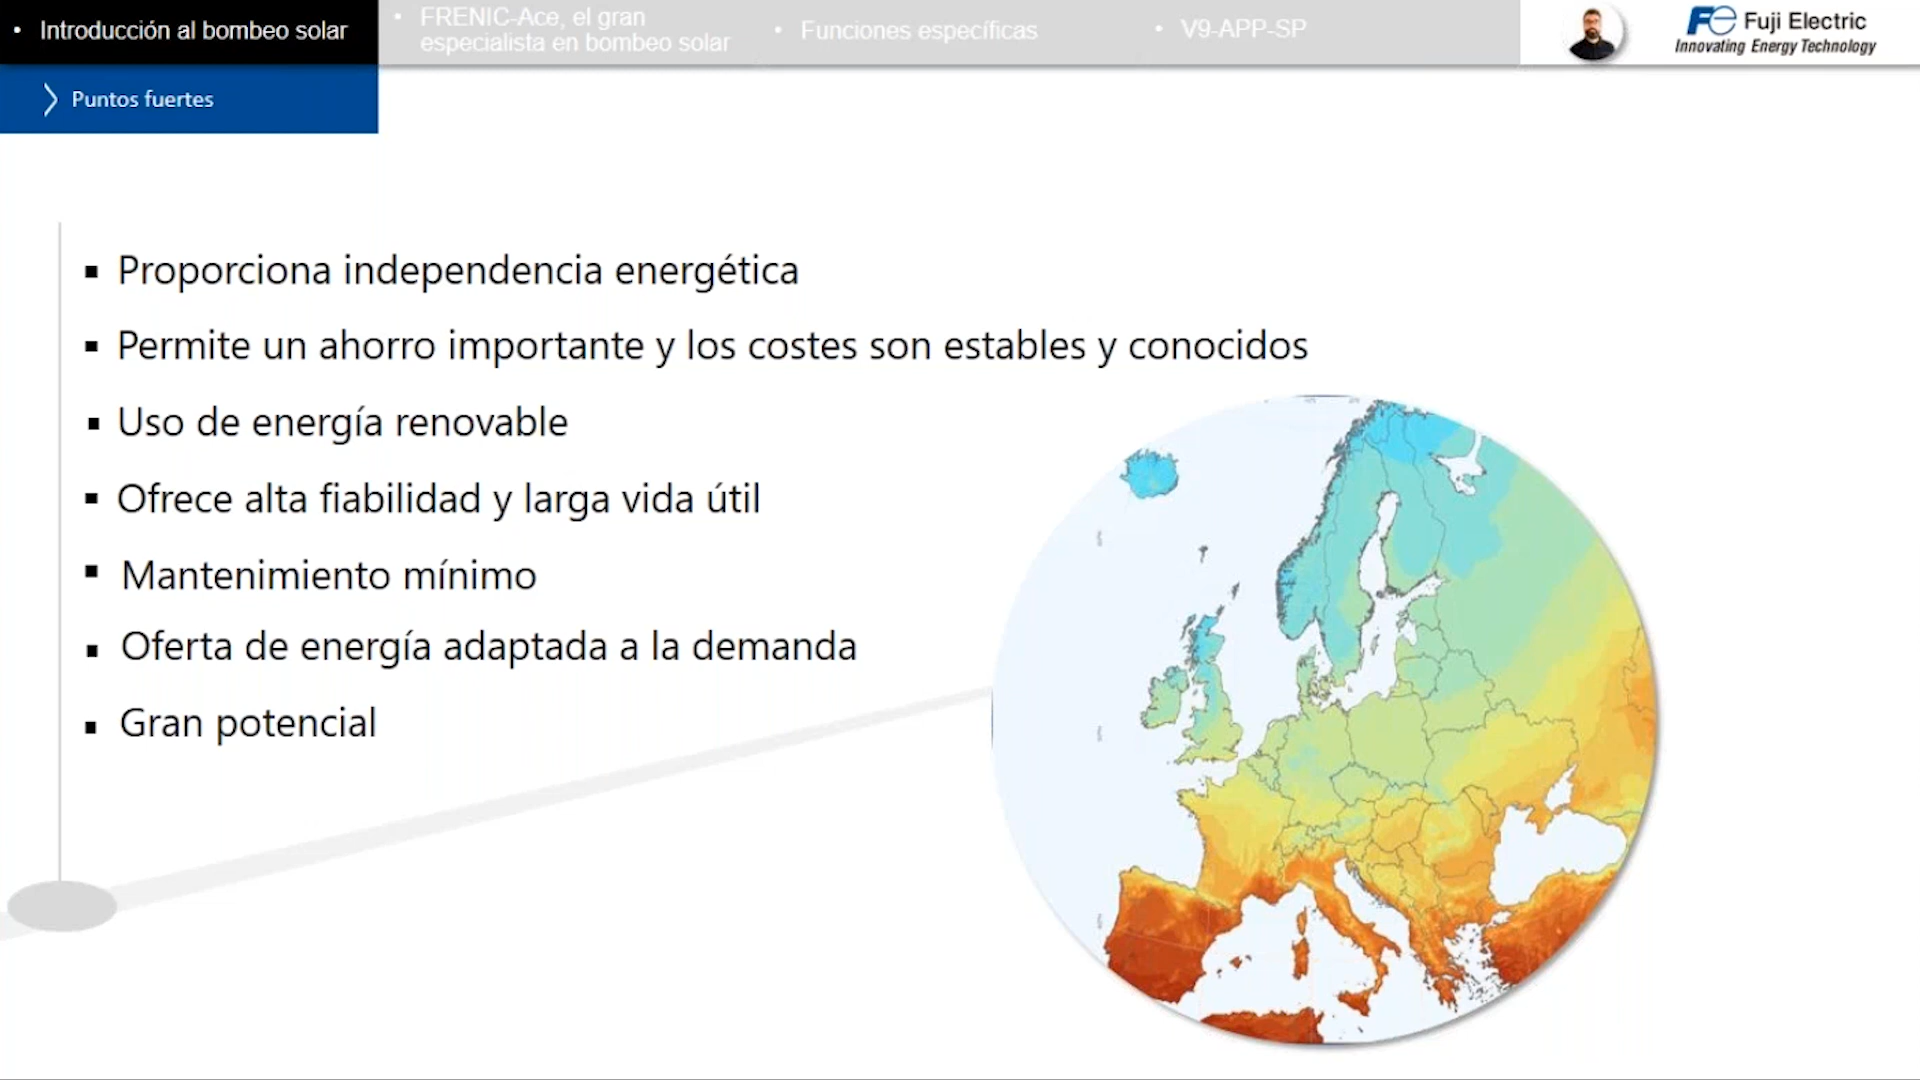 • Introducción al bombeo solar
• FRENIC-Ace, el gran
especialista en bombeo solar
• Funciones específicas
• V9-APP-SP
Fe Fuji Electric
Innovating Energy Technology
Puntos fuertes
▪ Proporciona independencia energética
▪ Permite un ahorro importante y los costes son estables y conocidos
▪ Uso de energía renovable
▪ Ofrece alta fiabilidad y larga vida útil
▪ Mantenimiento mínimo
▪ Oferta de energía adaptada a la demanda
▪ Gran potencial